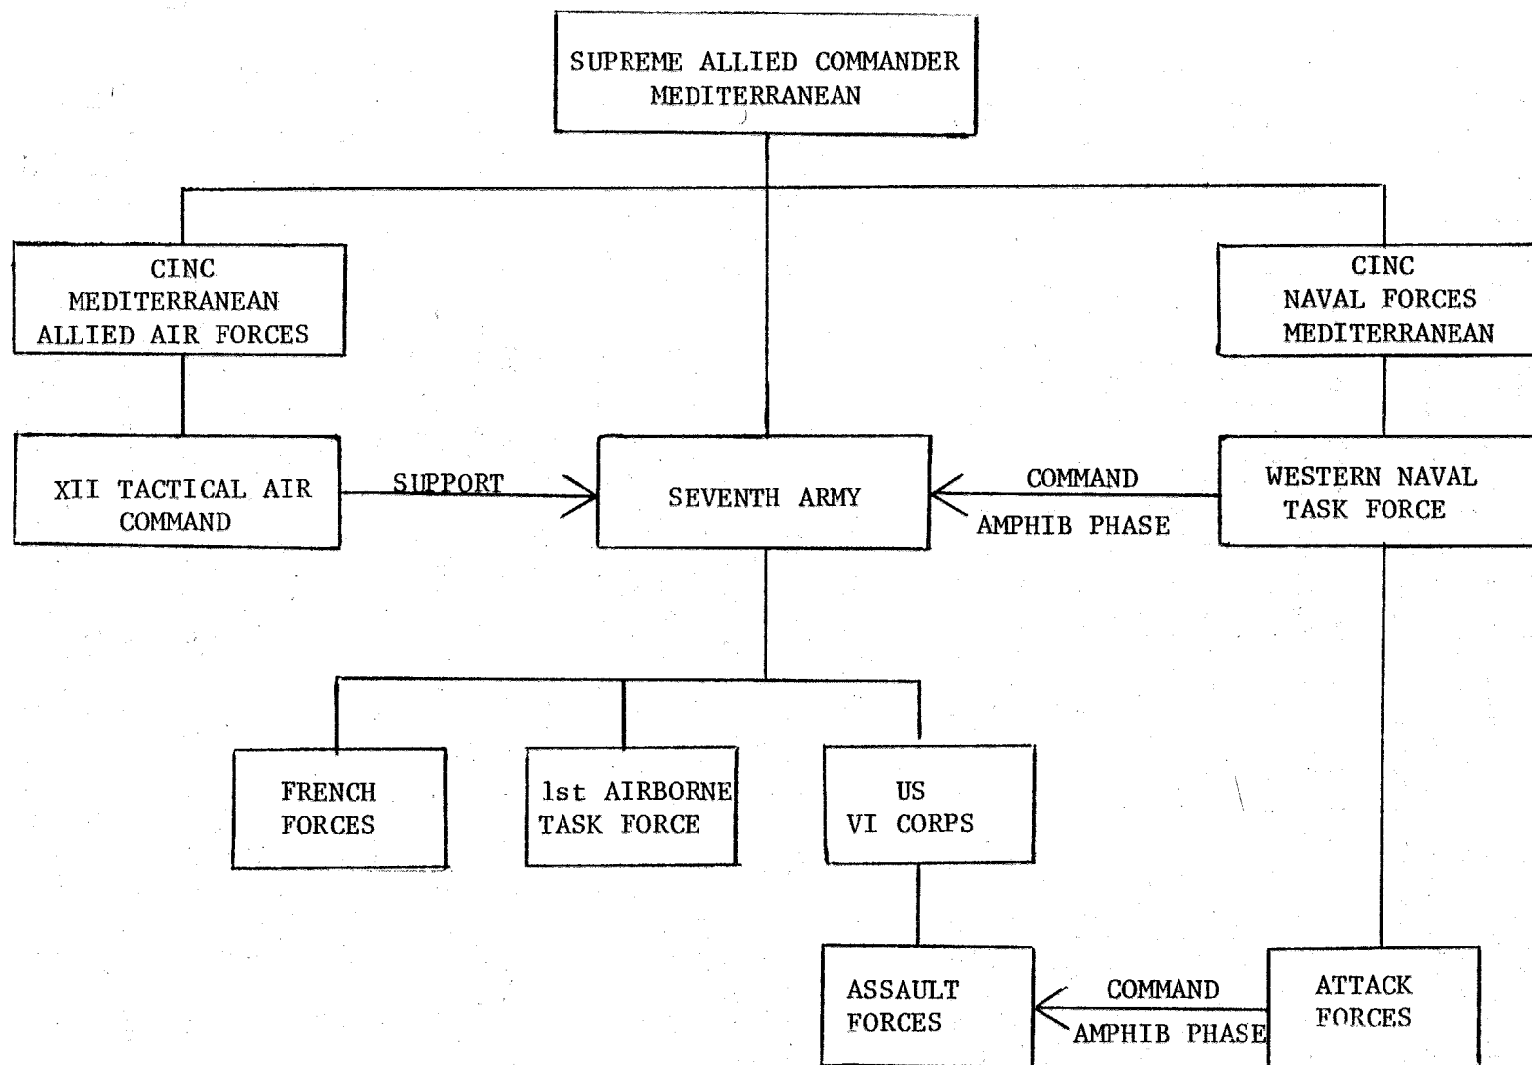 SUPREME ALLIED COMMANDER
MEDITERRANEAN
CINC
MEDITERRANEAN
ALLIED AIR FORCES
CINC
NAVAL FORCES
MEDITERRANEAN
XII TACTICAL AIR
COMMAND
SUPPORT
SEVENTH ARMY
COMMAND
AMPHIB PHASE
WESTERN NAVAL
TASK FORCE
FRENCH
FORCES
1st AIRBORNE
TASK FORCE
US
VI CORPS
ASSAULT
FORCES
COMMAND
AMPHIB PHASE
ATTACK
FORCES